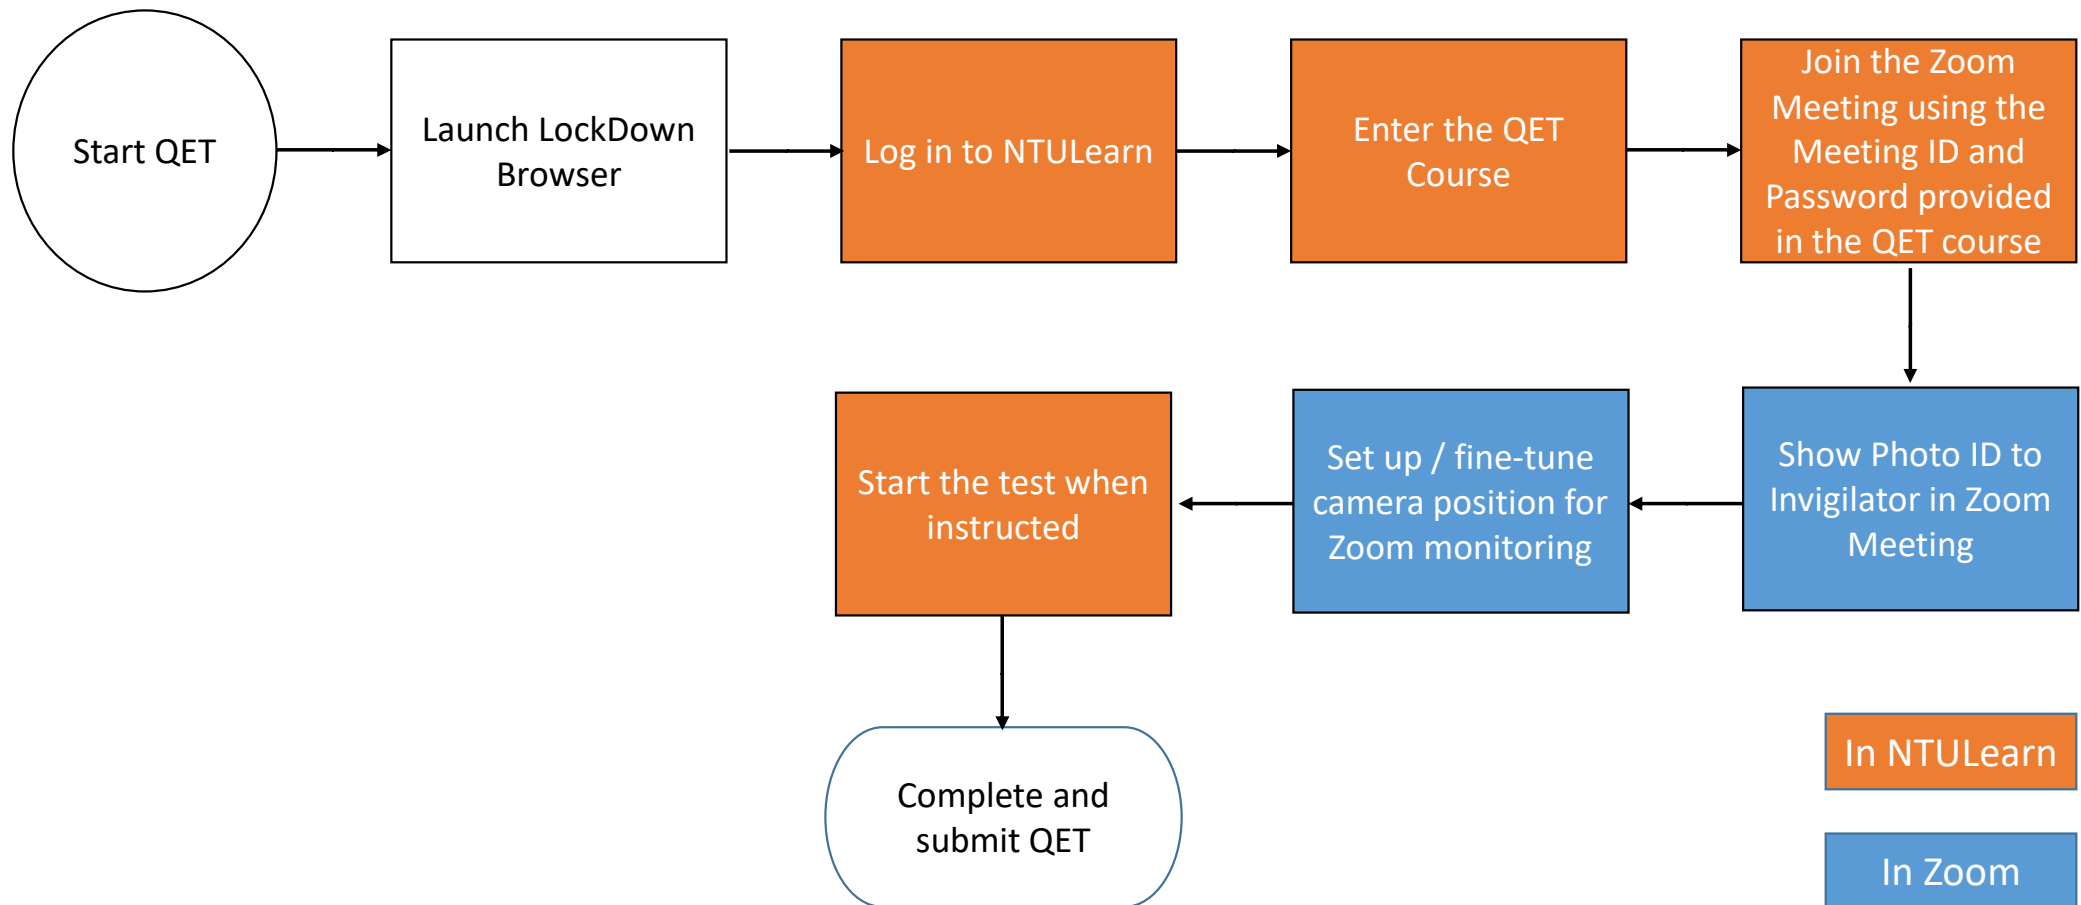 Start QET
Launch LockDown
Browser
Log in to NTULearn
Enter the QET
Course
Join the Zoom
Meeting using the
Meeting ID and
Password provided
in the QET course
Show Photo ID to
Invigilator in Zoom
Meeting
Set up / fine-tune
camera position for
Zoom monitoring
Start the test when
instructed
Complete and
submit QET
In NTULearn
In Zoom